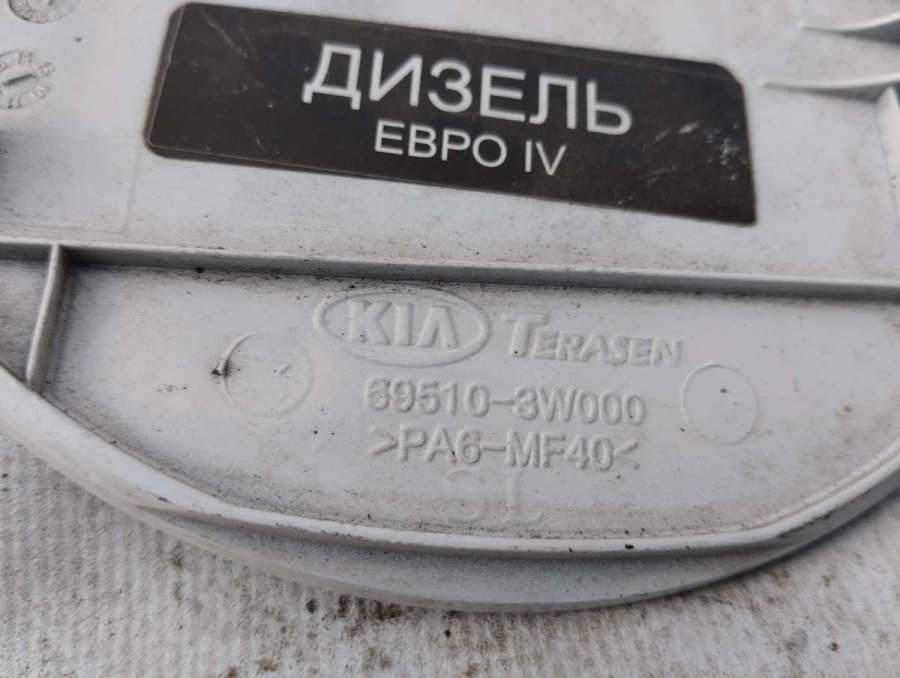 ДИЗЕЛЬ
ЕВРО IV
KIA TERASEN
69510-3W000
>PA6-MF40<